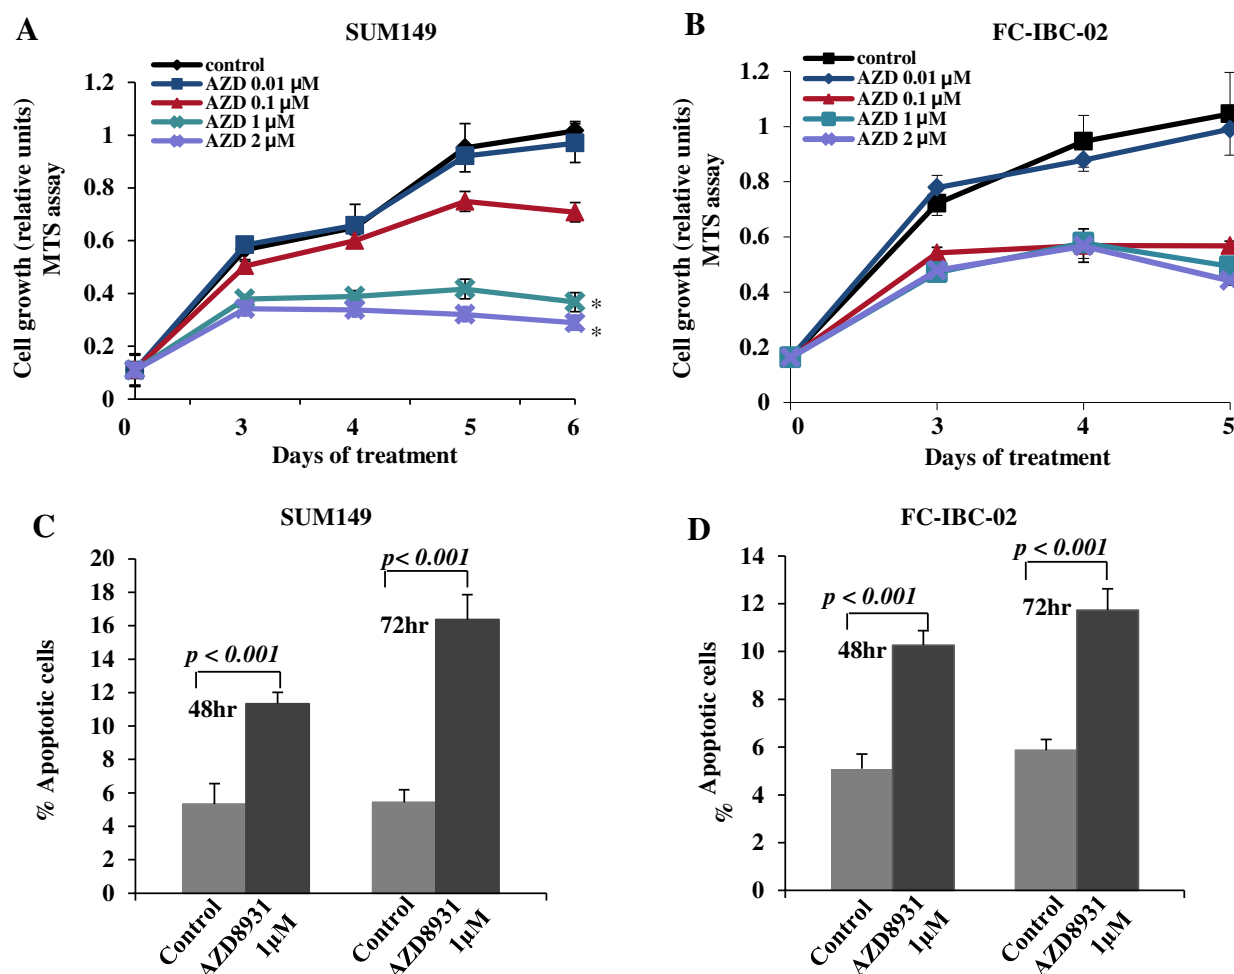 A
SUM149
control
AZD 0.01 µM
AZD 0.1 µM
AZD 1 µM
AZD 2 µM
1.2
1
0.8
0.6
0.4
0.2
0
Cell growth (relative units)
MTS assay
*
*
0 3 4 5 6
Days of treatment
B
FC-IBC-02
control
AZD 0.01 µM
AZD 0.1 µM
AZD 1 µM
AZD 2 µM
1.2
1
0.8
0.6
0.4
0.2
0
Cell growth (relative units)
MTS assay
0 3 4 5
Days of treatment
C
SUM149
20
18
16
14
12
10
8
6
4
2
0
% Apoptotic cells
p< 0.001
48hr
p< 0.001
72hr
Control
AZD8931
1µM
Control
AZD8931
1µM
D
FC-IBC-02
14
12
10
8
6
4
2
0
% Apoptotic cells
p< 0.001
48hr
p< 0.001
72hr
Control
AZD8931
1µM
Control
AZD8931
1µM